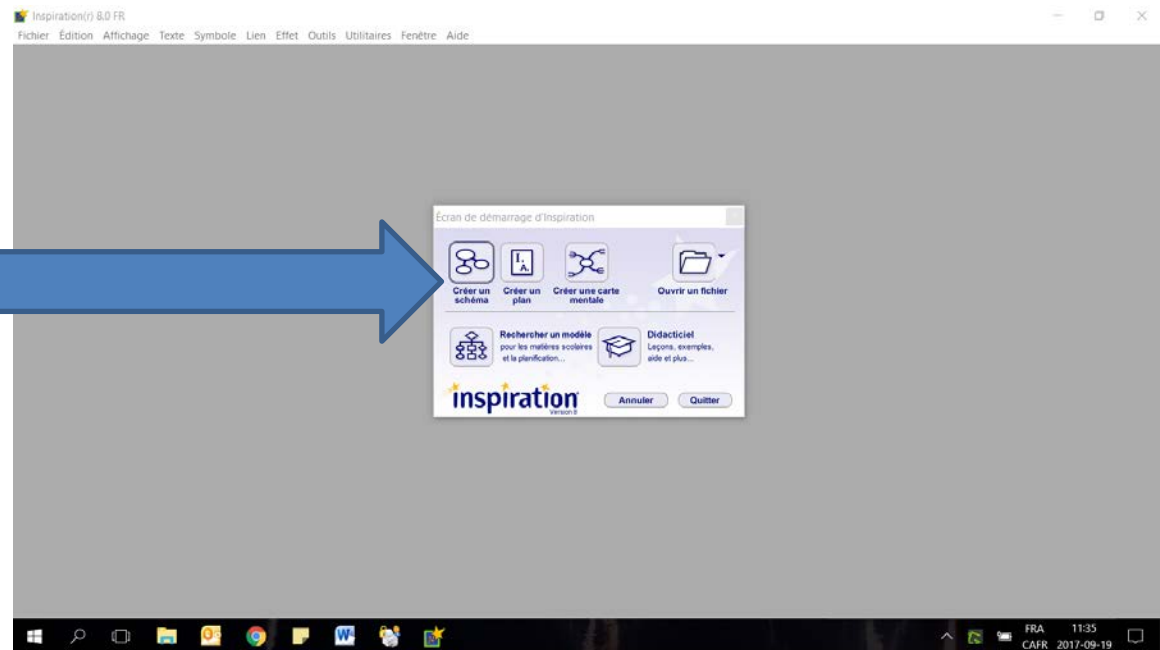 Inspiration(r) 8.0 FR
Fichier Édition Affichage Texte Symbole Lien Effet Outils Utilitaires Fenêtre Aide
Écran de démarrage d'Inspiration
Créer un schéma
Créer un plan
Créer une carte mentale
Ouvrir un fichier
Rechercher un modèle
pour les matières scolaires
et la planification...
Didacticiel
Leçons, exemples,
aide et plus...
inspiration
Version 8
Annuler
Quitter
FRA 11:35
CAFR 2017-09-19